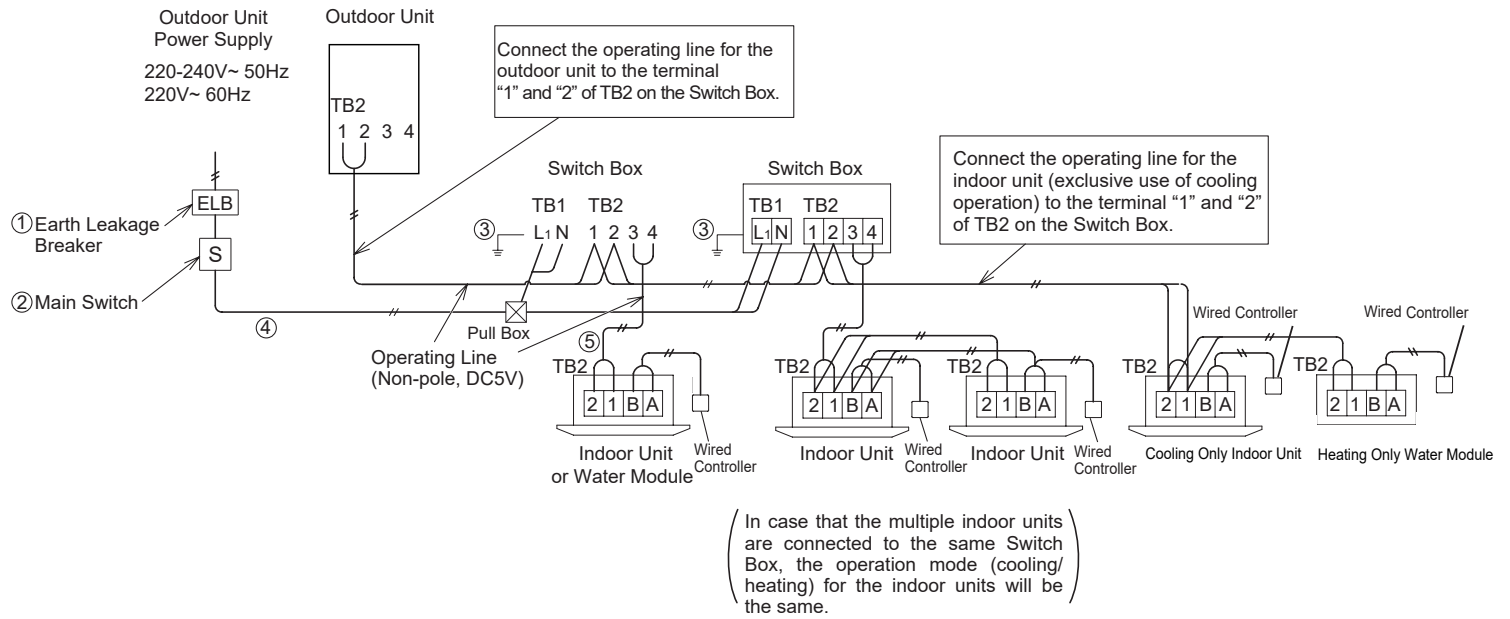 Outdoor Unit
Power Supply
220-240V~ 50Hz
220V~ 60Hz
Outdoor Unit
TB2
1 2 3 4
Connect the operating line for the
outdoor unit to the terminal
“1” and “2” of TB2 on the Switch Box.
① Earth Leakage
Breaker
ELB
② Main Switch
S
④
Switch Box
TB1 TB2
③
L1 N 1 2 3 4
Switch Box
TB1 TB2
③
L1 N 1 2 3 4
Connect the operating line for the
indoor unit (exclusive use of cooling
operation) to the terminal “1” and “2”
of TB2 on the Switch Box.
Pull Box
Operating Line
(Non-pole, DC5V)
⑤
TB2
2 1 B A
Indoor Unit
or Water Module
Wired
Controller
TB2
2 1 B A
Indoor Unit
Wired
Controller
TB2
2 1 B A
Indoor Unit
Wired
Controller
Wired Controller
TB2
2 1 B A
Cooling Only Indoor Unit
Wired Controller
TB2
2 1 B A
Heating Only Water Module
In case that the multiple indoor units
are connected to the same Switch
Box, the operation mode (cooling/
heating) for the indoor units will be
the same.